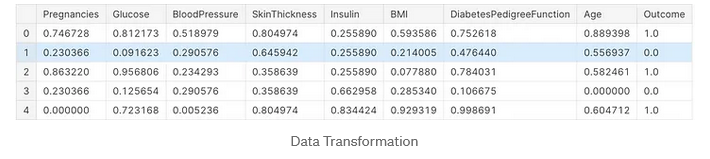 Pregnancies Glucose BloodPressure SkinThickness Insulin BMI DiabetesPedigreeFunction Age Outcome
0 0.746728 0.812173 0.518979 0.804974 0.255890 0.593586 0.752618 0.889398 1.0
1 0.230366 0.091623 0.290576 0.645942 0.255890 0.214005 0.476440 0.556937 0.0
2 0.863220 0.956806 0.234293 0.358639 0.255890 0.077880 0.784031 0.582461 1.0
3 0.230366 0.125654 0.290576 0.358639 0.662958 0.285340 0.106675 0.000000 0.0
4 0.000000 0.723168 0.005236 0.804974 0.834424 0.929319 0.998691 0.604712 1.0
Data Transformation